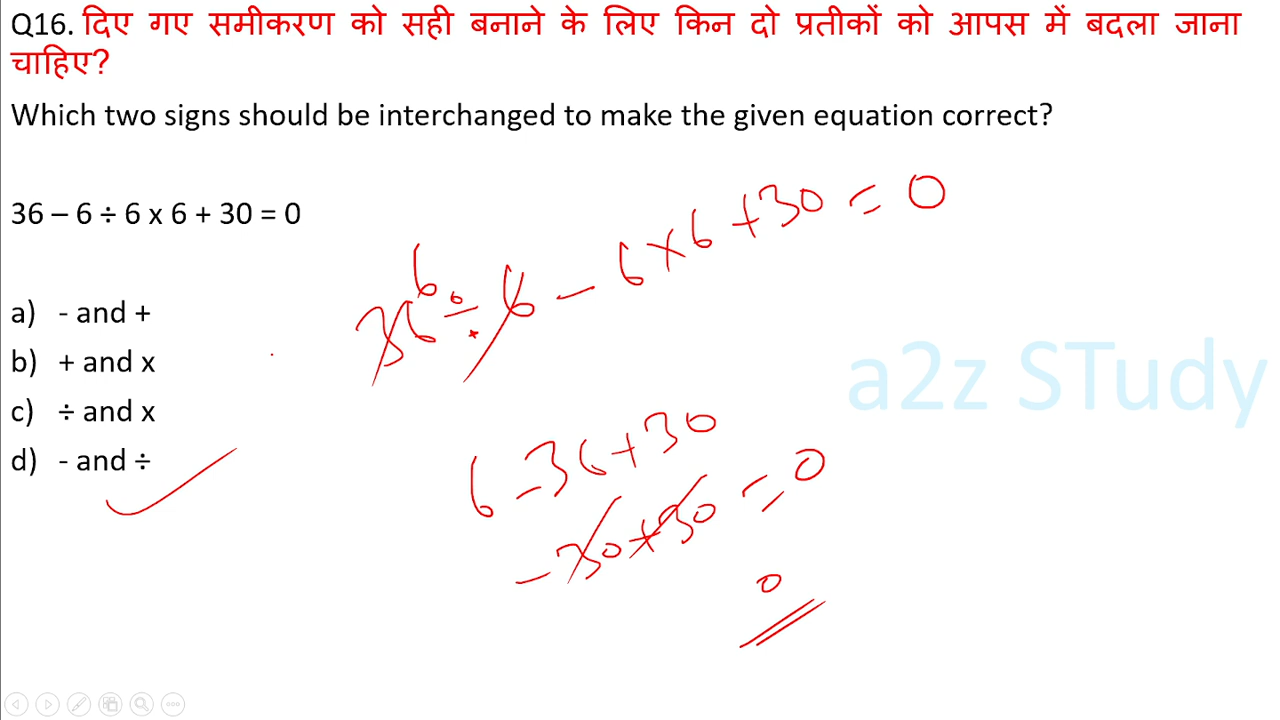 Q16. दिए गए समीकरण को सही बनाने के लिए किन दो प्रतीकों को आपस में बदला जाना
चाहिए?
Which two signs should be interchanged to make the given equation correct?
36 – 6 ÷ 6 x 6 + 30 = 0
36 ÷ 6 – 6 × 6 + 30 = 0
6
a) - and +
b) + and x
c) ÷ and x
d) - and ÷
6 – 36 + 30
– 30 + 30 = 0
0
a2z STudy